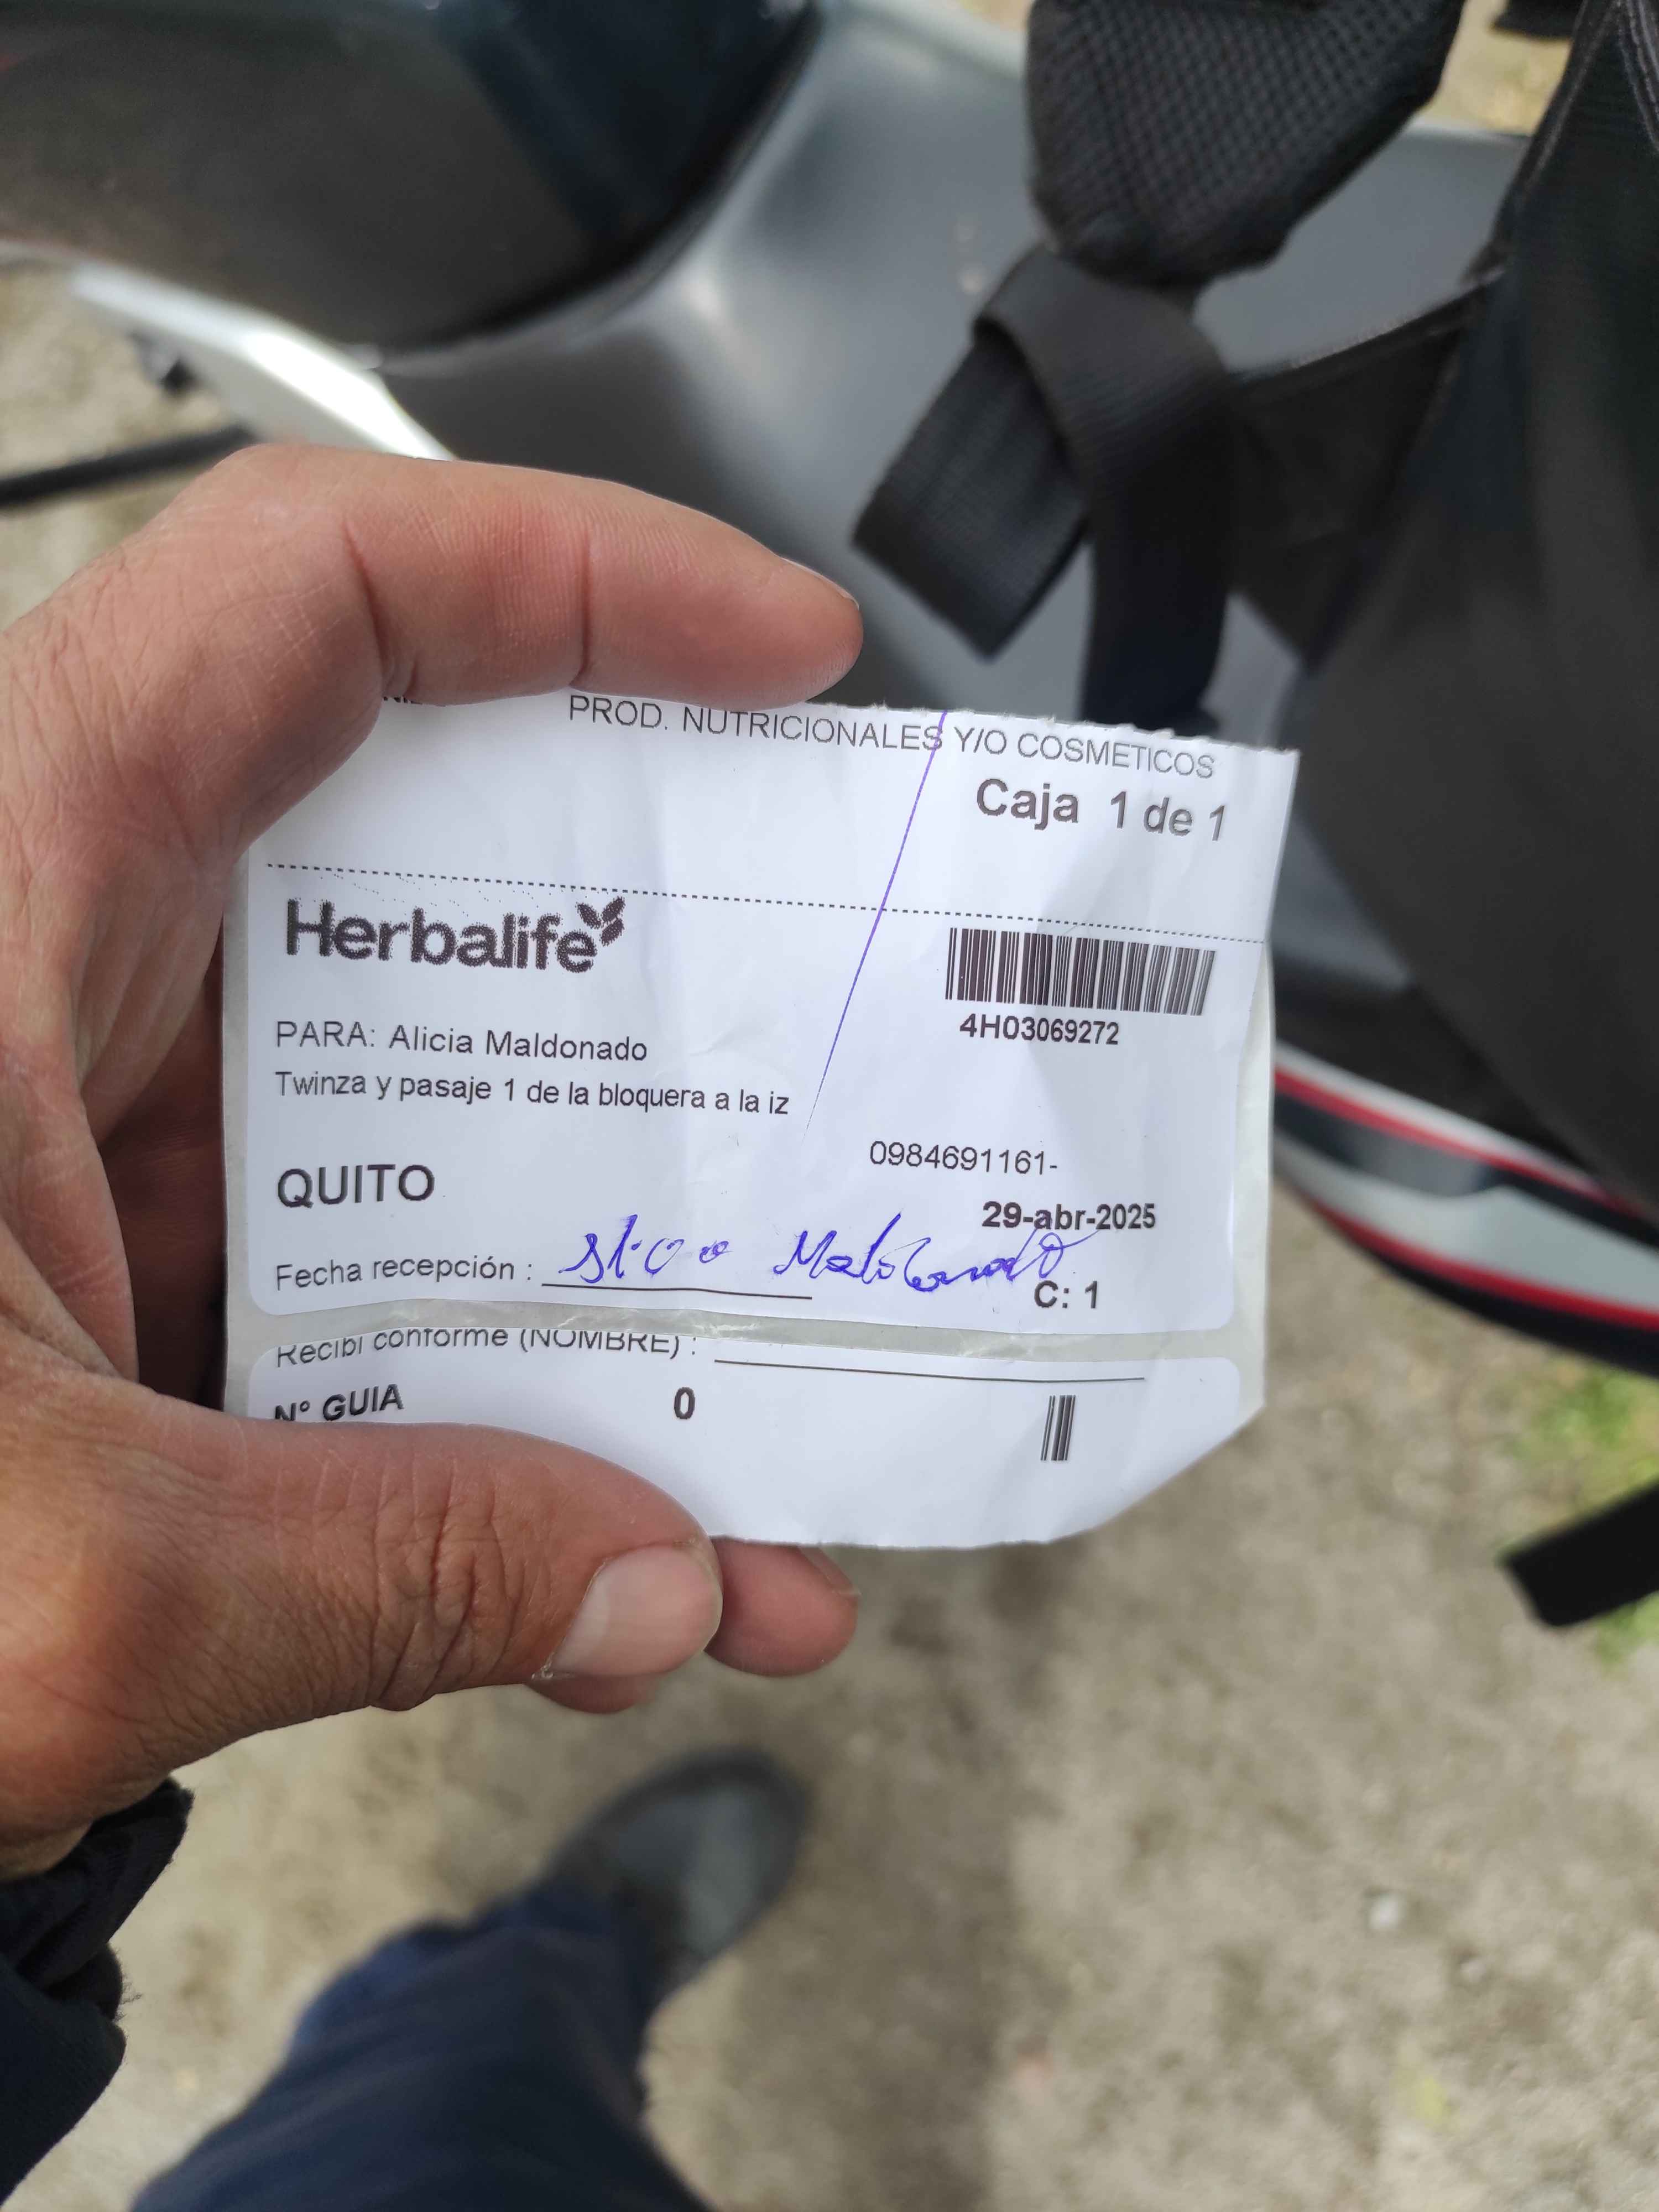 PROD. NUTRICIONALES Y/O COSMETICOS
Caja 1 de 1
Herbalife
4H03069272
PARA: Alicia Maldonado
Twinza y pasaje 1 de la bloquera a la iz
0984691161-
QUITO
29-abr-2025
Fecha recepción : Maldonado
C: 1
Recibi conforme (NOMBRE) :
N° GUIA 0